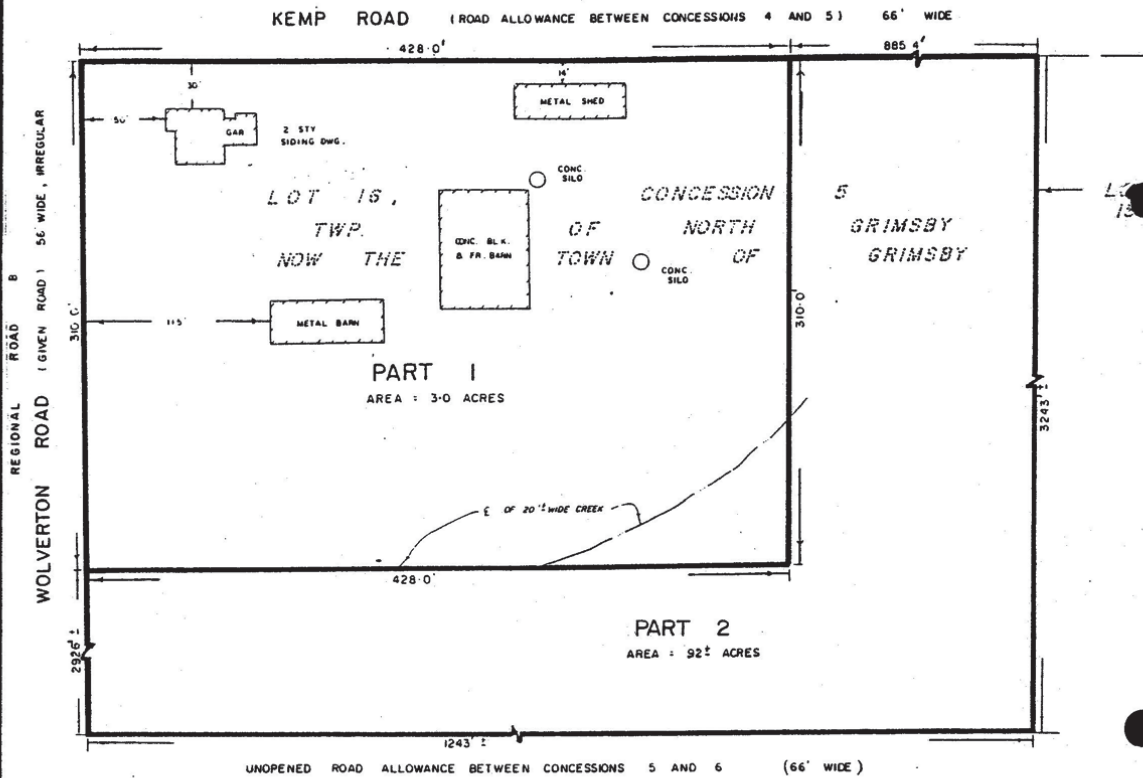 KEMP ROAD (ROAD ALLOWANCE BETWEEN CONCESSIONS 4 AND 5) 66' WIDE
428·0'
885 4'
30'
14'
METAL SHED
50'
GAR
2 STY
SIDING DWG.
CONC.
SILO
LOT 16, CONCESSION 5
TWP. OF NORTH GRIMSBY
NOW THE TOWN OF GRIMSBY
CONC. BLK.
& FR. BARN
CONC.
SILO
115'
METAL BARN
310·0'
310·0'
PART 1
AREA = 3·0 ACRES
REGIONAL ROAD 8
WOLVERTON ROAD (GIVEN ROAD) 56' WIDE, IRREGULAR
3243'±
℄ OF 20'± WIDE CREEK
428·0'
PART 2
AREA = 92± ACRES
2926'±
1243'±
UNOPENED ROAD ALLOWANCE BETWEEN CONCESSIONS 5 AND 6 (66' WIDE)